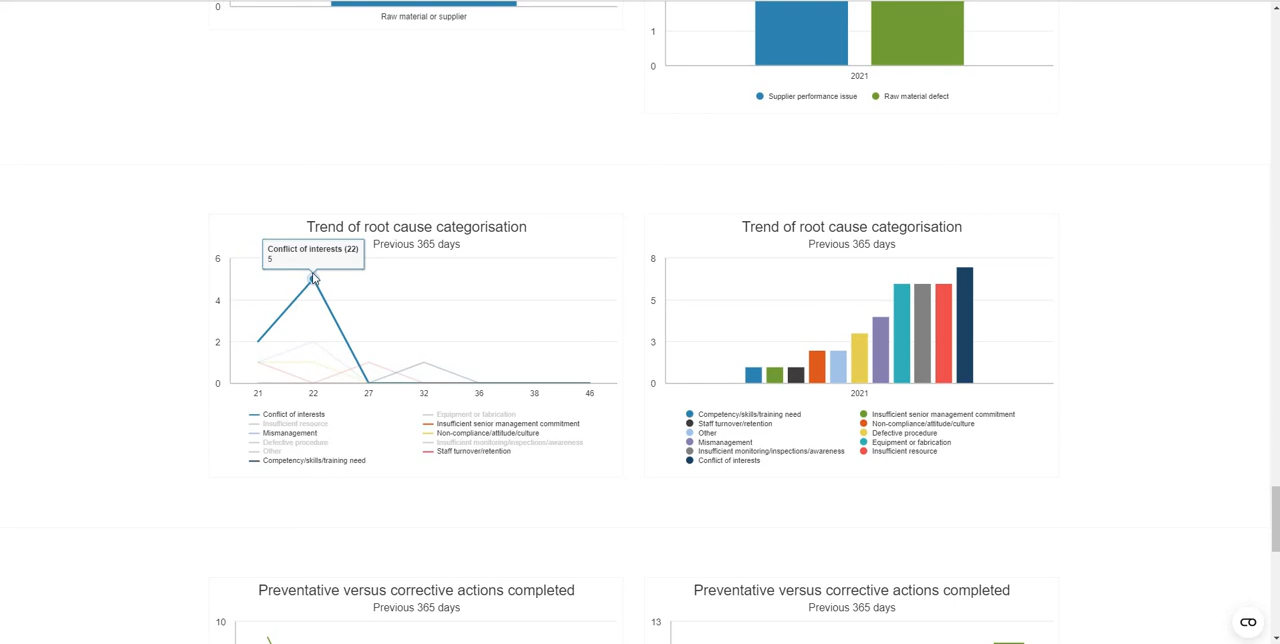 0
Raw material or supplier
1
0
2021
Supplier performance issue
Raw material defect
Trend of root cause categorisation
Previous 365 days
Conflict of interests (22)
5
6
4
2
0
21 22 27 32 36 38 46
Conflict of interests
Equipment or fabrication
Insufficient resource
Insufficient senior management commitment
Mismanagement
Non-compliance/attitude/culture
Defective procedure
Insufficient monitoring/inspections/awareness
Other
Staff turnover/retention
Competency/skills/training need
Trend of root cause categorisation
Previous 365 days
8
5
3
0
2021
Competency/skills/training need
Insufficient senior management commitment
Staff turnover/retention
Non-compliance/attitude/culture
Other
Defective procedure
Mismanagement
Equipment or fabrication
Insufficient monitoring/inspections/awareness
Insufficient resource
Conflict of interests
Preventative versus corrective actions completed
Previous 365 days
10
Preventative versus corrective actions completed
Previous 365 days
13